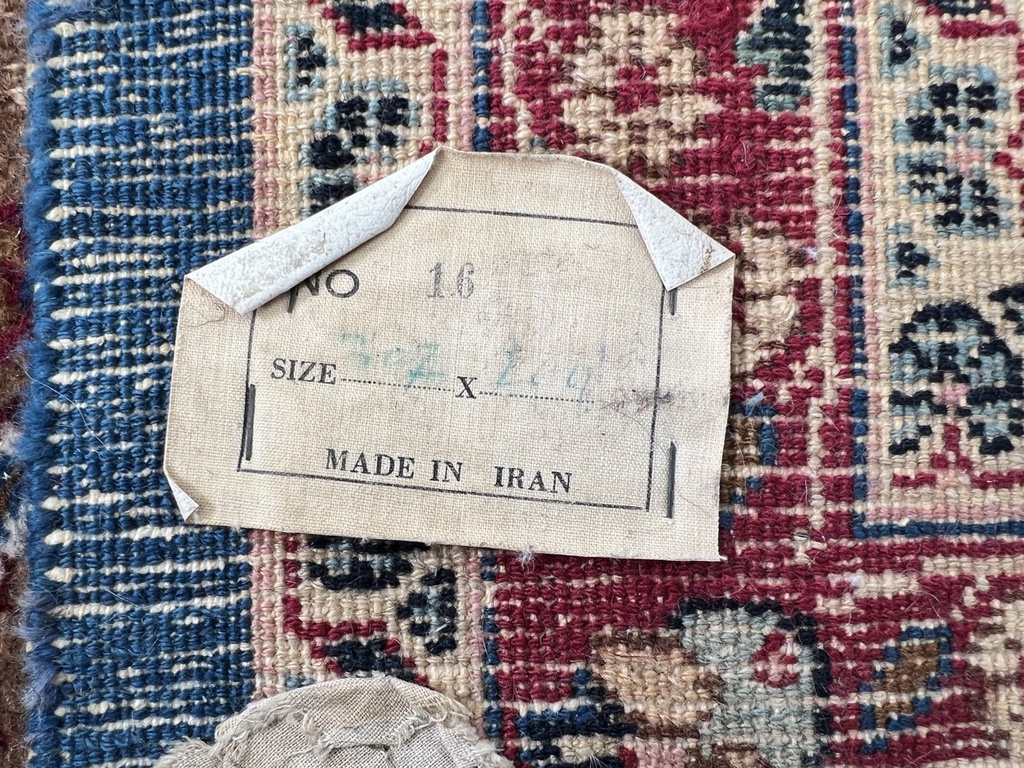 NO 16
SIZE X
MADE IN IRAN